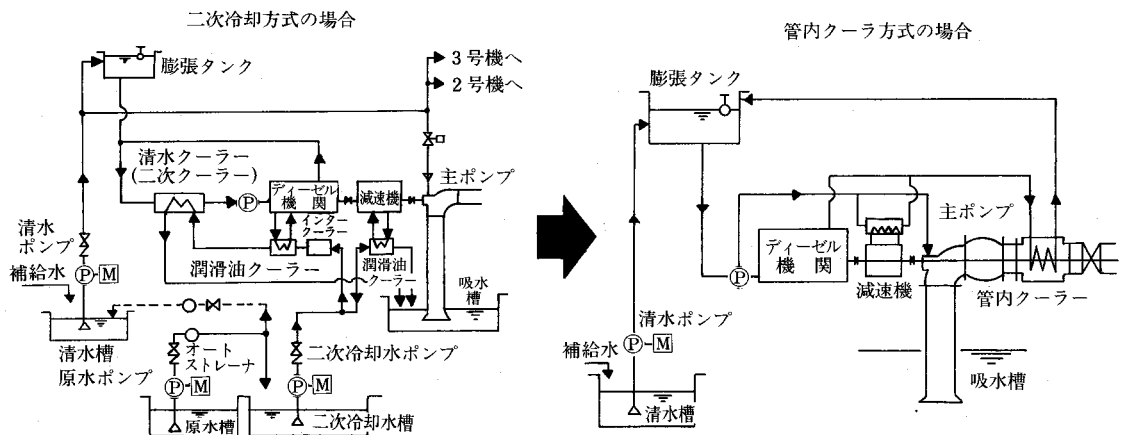 二次冷却方式の場合
膨張タンク
3号機へ
2号機へ
清水クーラー
(二次クーラー)
P
ディーゼル
機関
減速機
主ポンプ
インター
クーラー
潤滑油クーラー
潤滑油
クーラー
吸水
槽
清水
ポンプ
補給水
P
M
清水槽
原水ポンプ
オート
ストレーナ
P
M
原水槽
二次冷却水ポンプ
P
M
二次冷却水槽
管内クーラ方式の場合
膨張タンク
主ポンプ
ディーゼル
機関
P
減速機
管内クーラー
清水ポンプ
P
M
補給水
清水槽
吸水槽